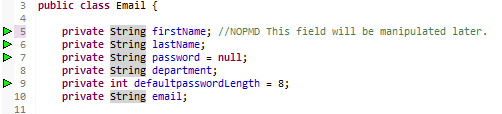 3 public class Email {
4
5 private String firstName; //NOPMD This field will be manipulated later.
6 private String lastName;
7 private String password = null;
8 private String department;
9 private int defaultpasswordLength = 8;
10 private String email;
11